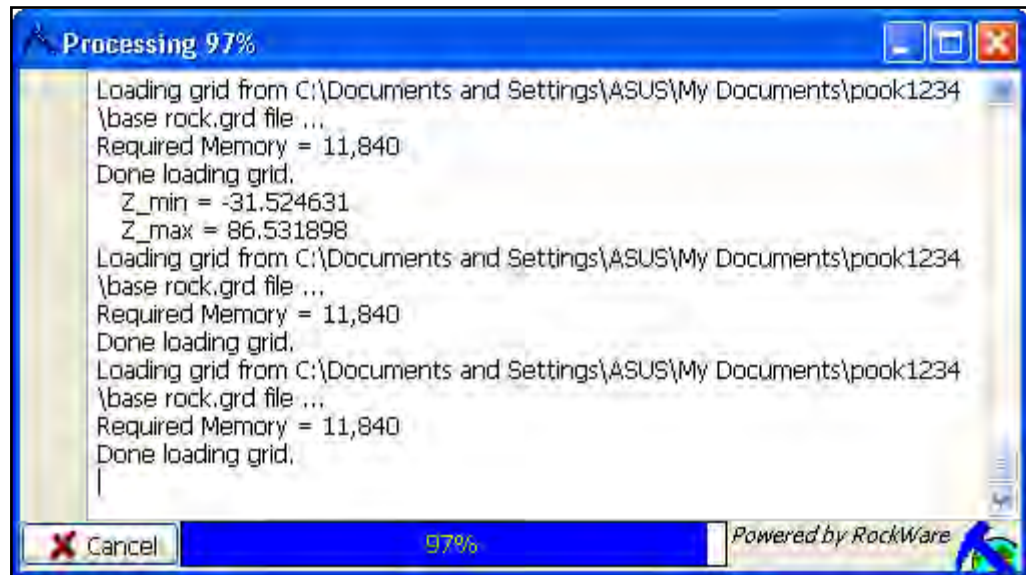 Processing 97%
Loading grid from C:\Documents and Settings\ASUS\My Documents\pook1234
\base rock.grd file ...
Required Memory = 11,840
Done loading grid.
Z_min = -31.524631
Z_max = 86.531898
Loading grid from C:\Documents and Settings\ASUS\My Documents\pook1234
\base rock.grd file ...
Required Memory = 11,840
Done loading grid.
Loading grid from C:\Documents and Settings\ASUS\My Documents\pook1234
\base rock.grd file ...
Required Memory = 11,840
Done loading grid.
Cancel
97%
Powered by RockWare